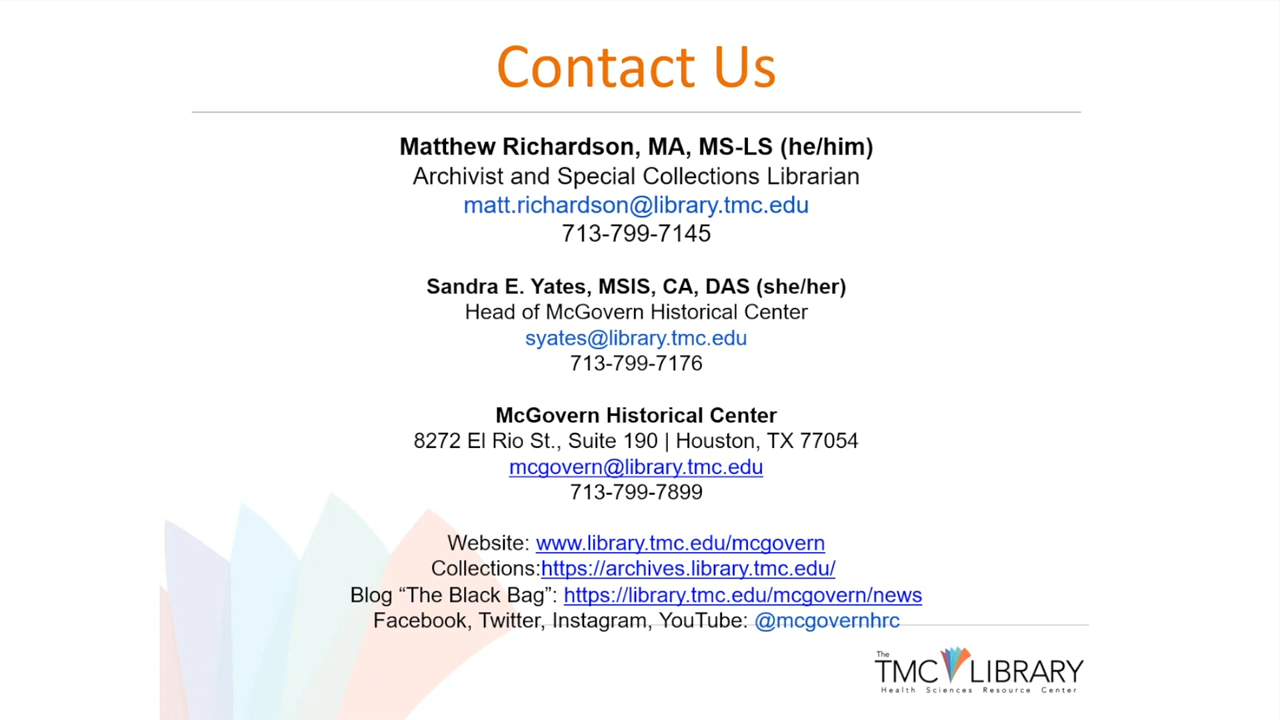 Contact Us
Matthew Richardson, MA, MS-LS (he/him)
Archivist and Special Collections Librarian
matt.richardson@library.tmc.edu
713-799-7145
Sandra E. Yates, MSIS, CA, DAS (she/her)
Head of McGovern Historical Center
syates@library.tmc.edu
713-799-7176
McGovern Historical Center
8272 El Rio St., Suite 190 | Houston, TX 77054
mcgovern@library.tmc.edu
713-799-7899
Website: www.library.tmc.edu/mcgovern
Collections:https://archives.library.tmc.edu/
Blog “The Black Bag”: https://library.tmc.edu/mcgovern/news
Facebook, Twitter, Instagram, YouTube: @mcgovernhrc
The
TMC LIBRARY
Health Sciences Resource Center